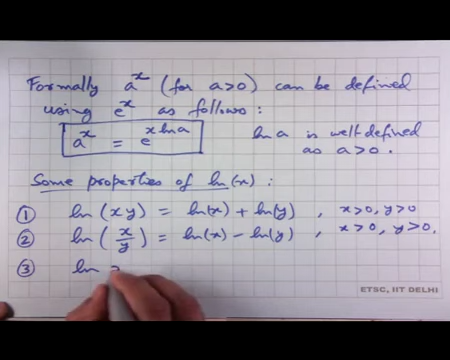 Formally a^x (for a>0) can be defined
using e^x as follows:
a^x = e^{x ln a}
ln a is well defined
as a>0.
Some properties of ln(x):
① ln (xy) = ln(x) + ln(y) , x>0, y>0
② ln (x/y) = ln(x) - ln(y) , x>0, y>0.
③ ln
ETSC, IIT DELHI